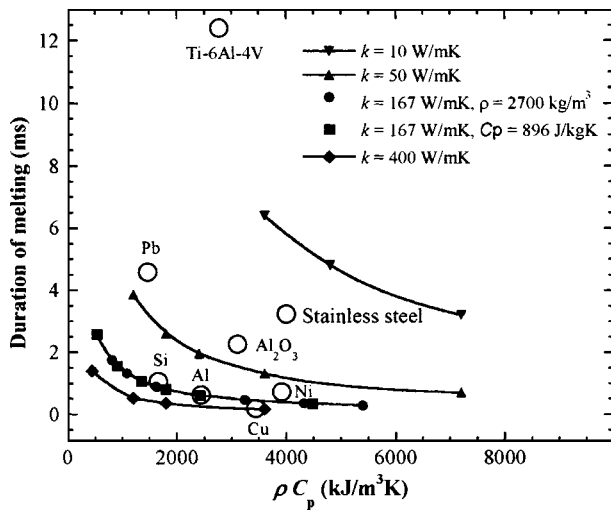 12
10
8
6
4
2
0
Duration of melting (ms)
0
2000
4000
6000
8000
ρ Cp (kJ/m³K)
k = 10 W/mK
k = 50 W/mK
k = 167 W/mK, ρ = 2700 kg/m³
k = 167 W/mK, Cp = 896 J/kgK
k = 400 W/mK
Ti-6Al-4V
Pb
Stainless steel
Al₂O₃
Si
Al
Ni
Cu